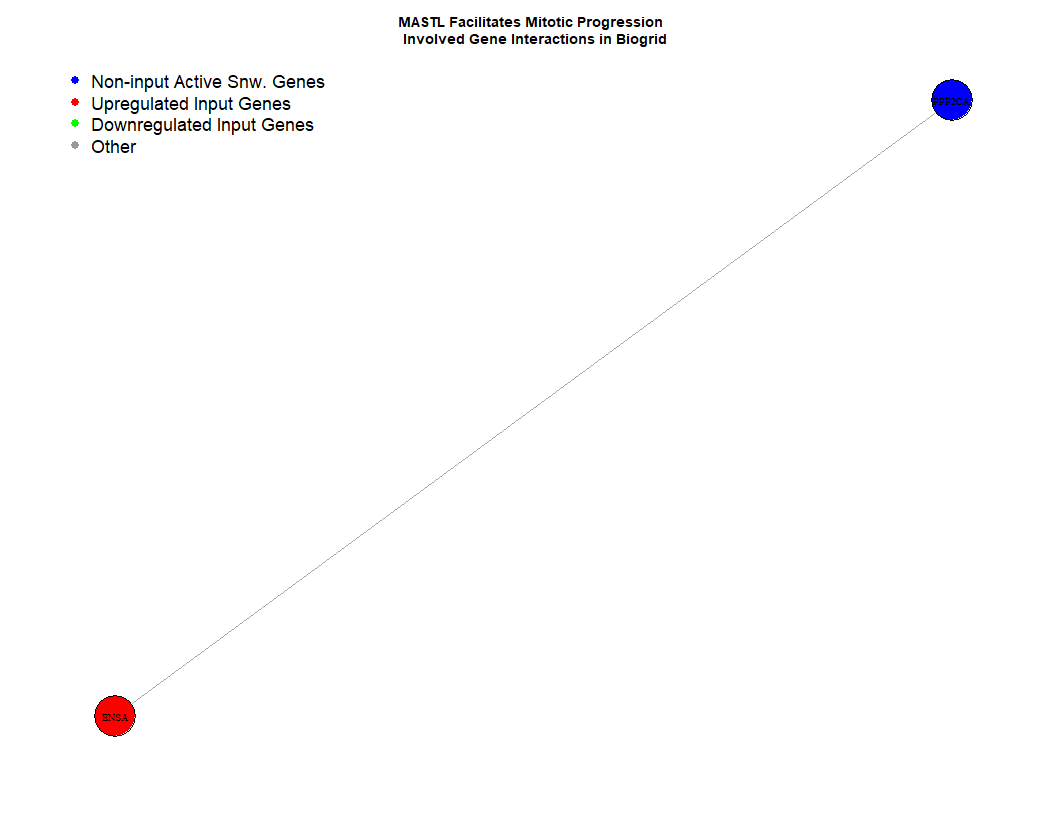 MASTL Facilitates Mitotic Progression
Involved Gene Interactions in Biogrid
Non-input Active Snw. Genes
Upregulated Input Genes
Downregulated Input Genes
Other
PPP2CA
ENSA